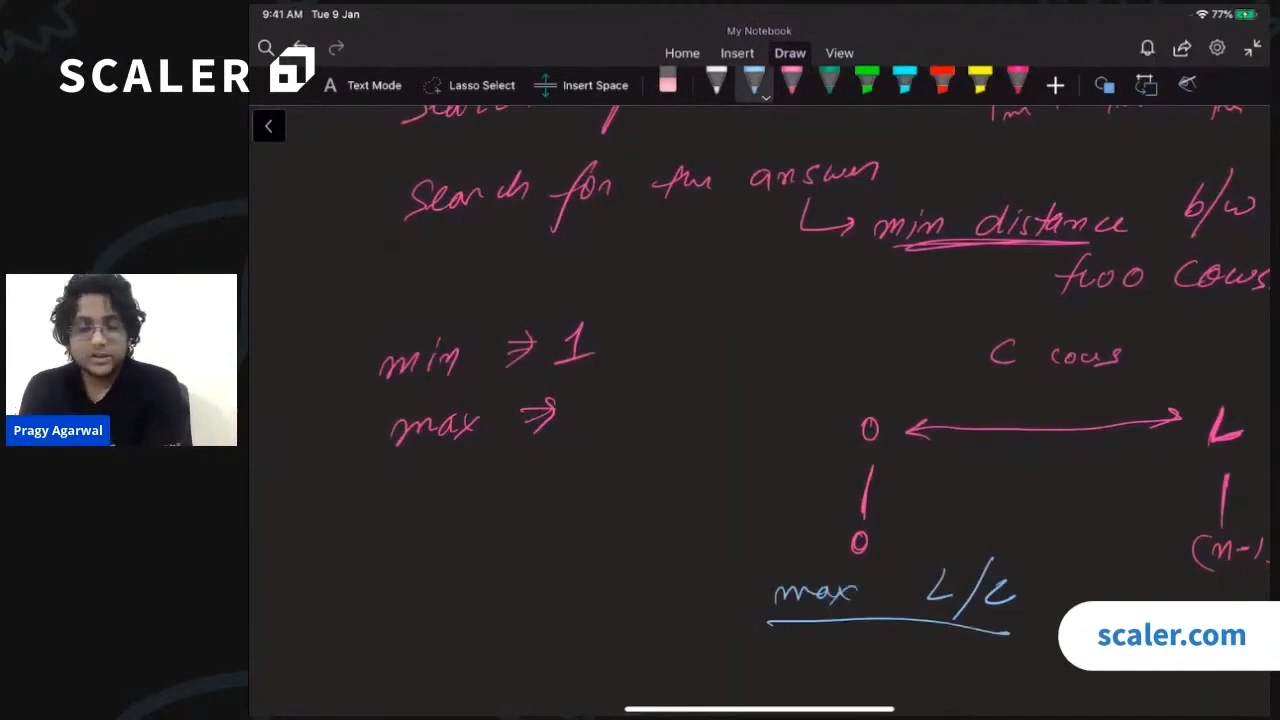 9:41 AM Tue 9 Jan
77%
My Notebook
Home Insert Draw View
SCALER
Text Mode Lasso Select Insert Space
Search for the answer
min distance b/w
two cows
min ⇒ 1
C cows
max ⇒
0 L
0 (n-1)
max L/C
Pragy Agarwal
scaler.com